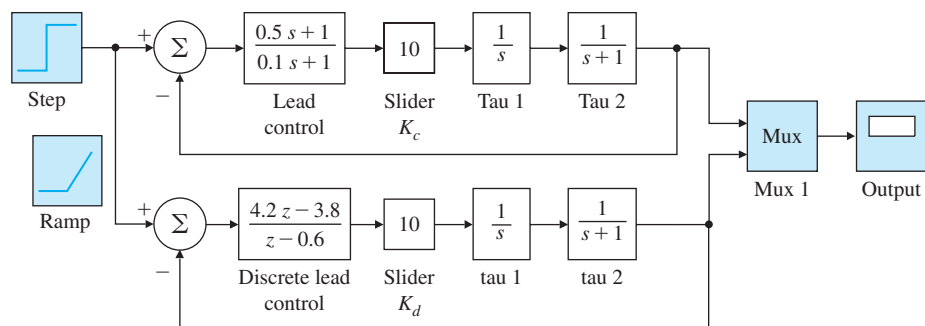 Step
Ramp
+
−
Σ
0.5 s + 1
0.1 s + 1
Lead
control
10
Slider
K_c
1
s
Tau 1
1
s + 1
Tau 2
Mux
Mux 1
Output
+
−
Σ
4.2 z − 3.8
z − 0.6
Discrete lead
control
10
Slider
K_d
1
s
tau 1
1
s + 1
tau 2